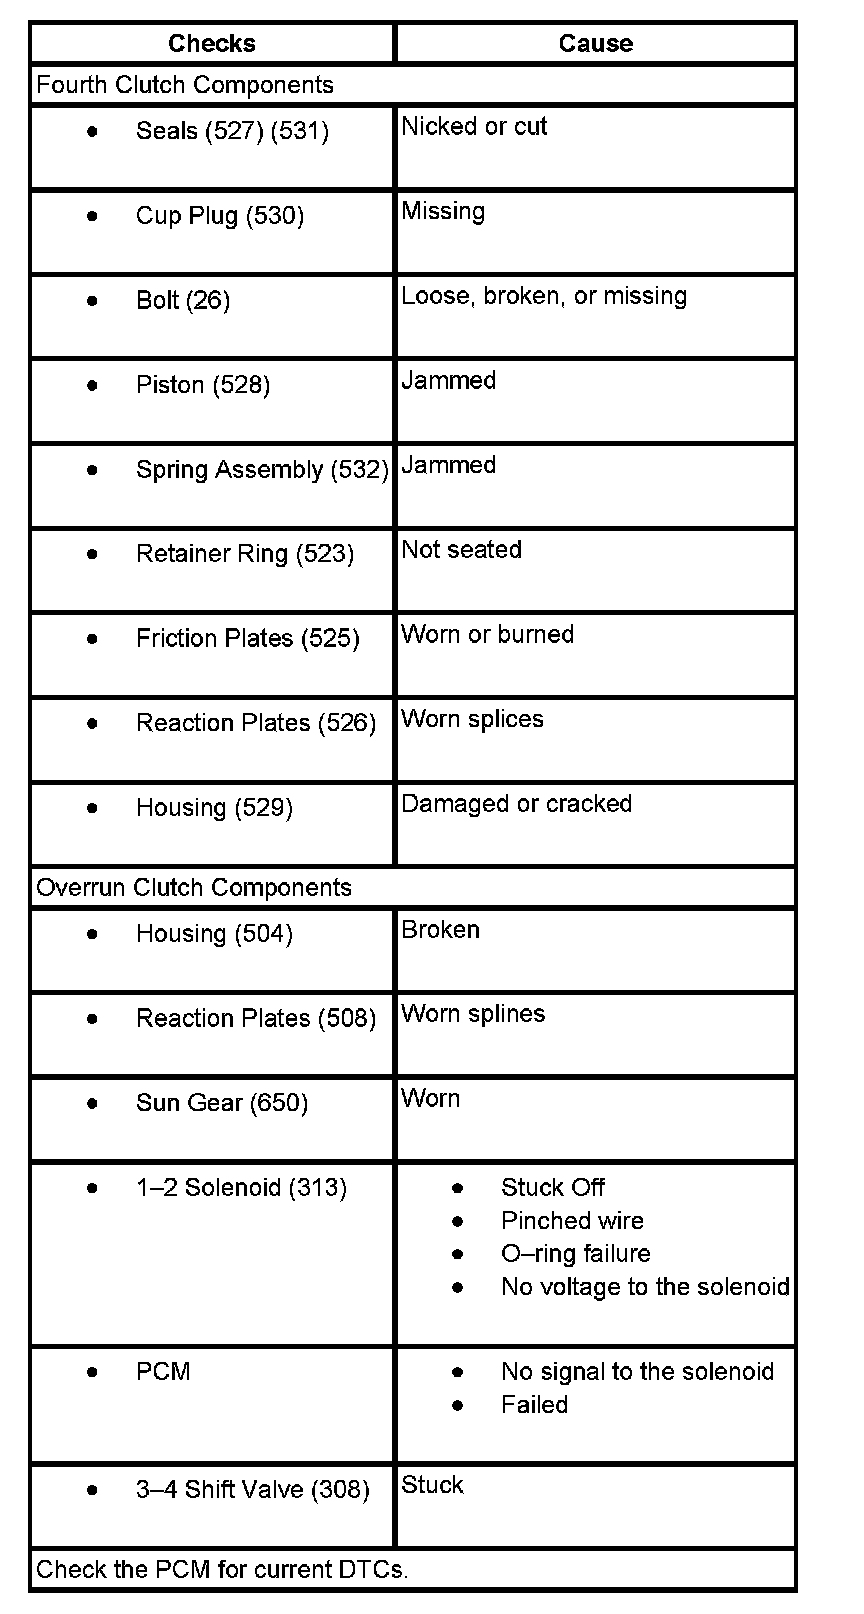 Checks Cause
Fourth Clutch Components
• Seals (527) (531) Nicked or cut
• Cup Plug (530) Missing
• Bolt (26) Loose, broken, or missing
• Piston (528) Jammed
• Spring Assembly (532) Jammed
• Retainer Ring (523) Not seated
• Friction Plates (525) Worn or burned
• Reaction Plates (526) Worn splices
• Housing (529) Damaged or cracked
Overrun Clutch Components
• Housing (504) Broken
• Reaction Plates (508) Worn splines
• Sun Gear (650) Worn
• 1–2 Solenoid (313) • Stuck Off
• Pinched wire
• O–ring failure
• No voltage to the solenoid
• PCM • No signal to the solenoid
• Failed
• 3–4 Shift Valve (308) Stuck
Check the PCM for current DTCs.